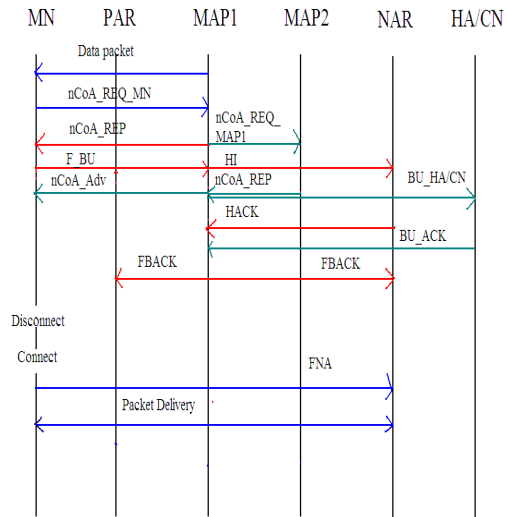 MN PAR MAP1 MAP2 NAR HA/CN
Data packet
nCoA_REQ_MN
nCoA_REQ_
MAP1
nCoA_REP
F_BU
HI
nCoA_Adv
nCoA_REP
BU_HA/CN
HACK
BU_ACK
FBACK
FBACK
Disconnect
Connect
FNA
Packet Delivery